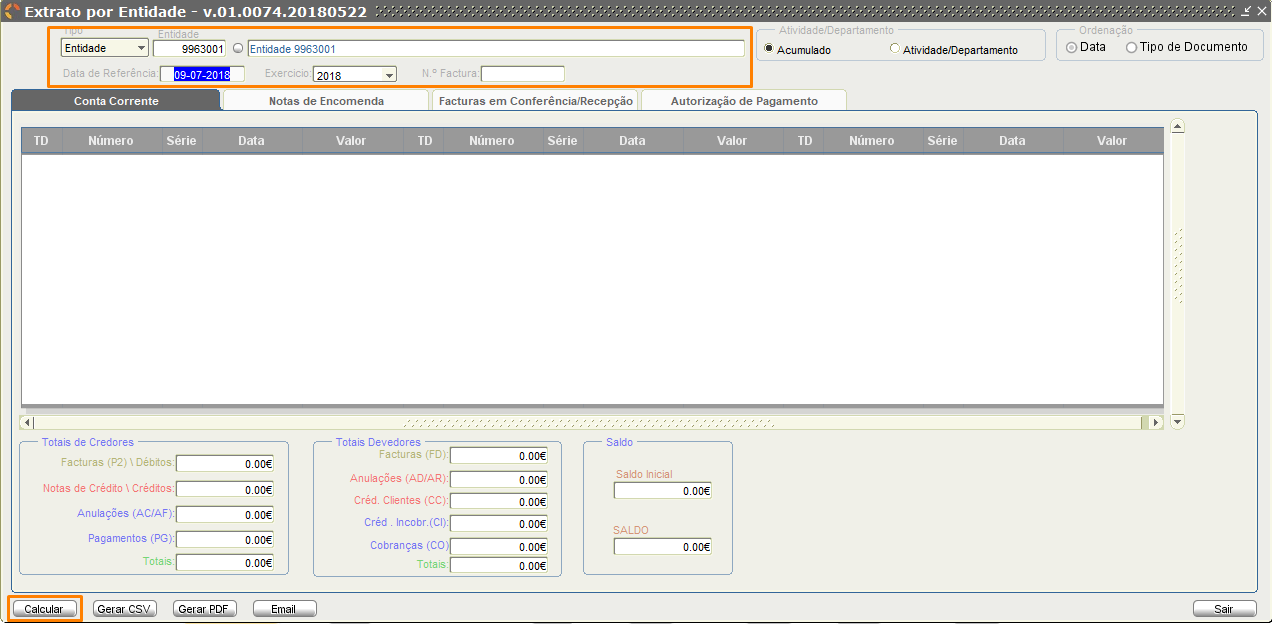 Extrato por Entidade - v.01.0074.20180522
Tipo Entidade Atividade/Departamento Ordenação
Entidade 9963001 Entidade 9963001 Acumulado Atividade/Departamento Data Tipo de Documento
Data de Referência: 09-07-2018 Exercicio: 2018 N.º Factura:
Conta Corrente Notas de Encomenda Facturas em Conferência/Recepção Autorização de Pagamento
TD Número Série Data Valor TD Número Série Data Valor TD Número Série Data Valor
Totais de Credores
Facturas (P2) \ Débitos: 0.00€
Notas de Crédito \ Créditos: 0.00€
Anulações (AC/AF): 0.00€
Pagamentos (PG): 0.00€
Totais: 0.00€
Totais Devedores
Facturas (FD): 0.00€
Anulações (AD/AR): 0.00€
Créd. Clientes (CC): 0.00€
Créd . Incobr.(CI): 0.00€
Cobranças (CO) 0.00€
Totais: 0.00€
Saldo
Saldo Inicial
0.00€
SALDO
0.00€
Calcular Gerar CSV Gerar PDF Email Sair